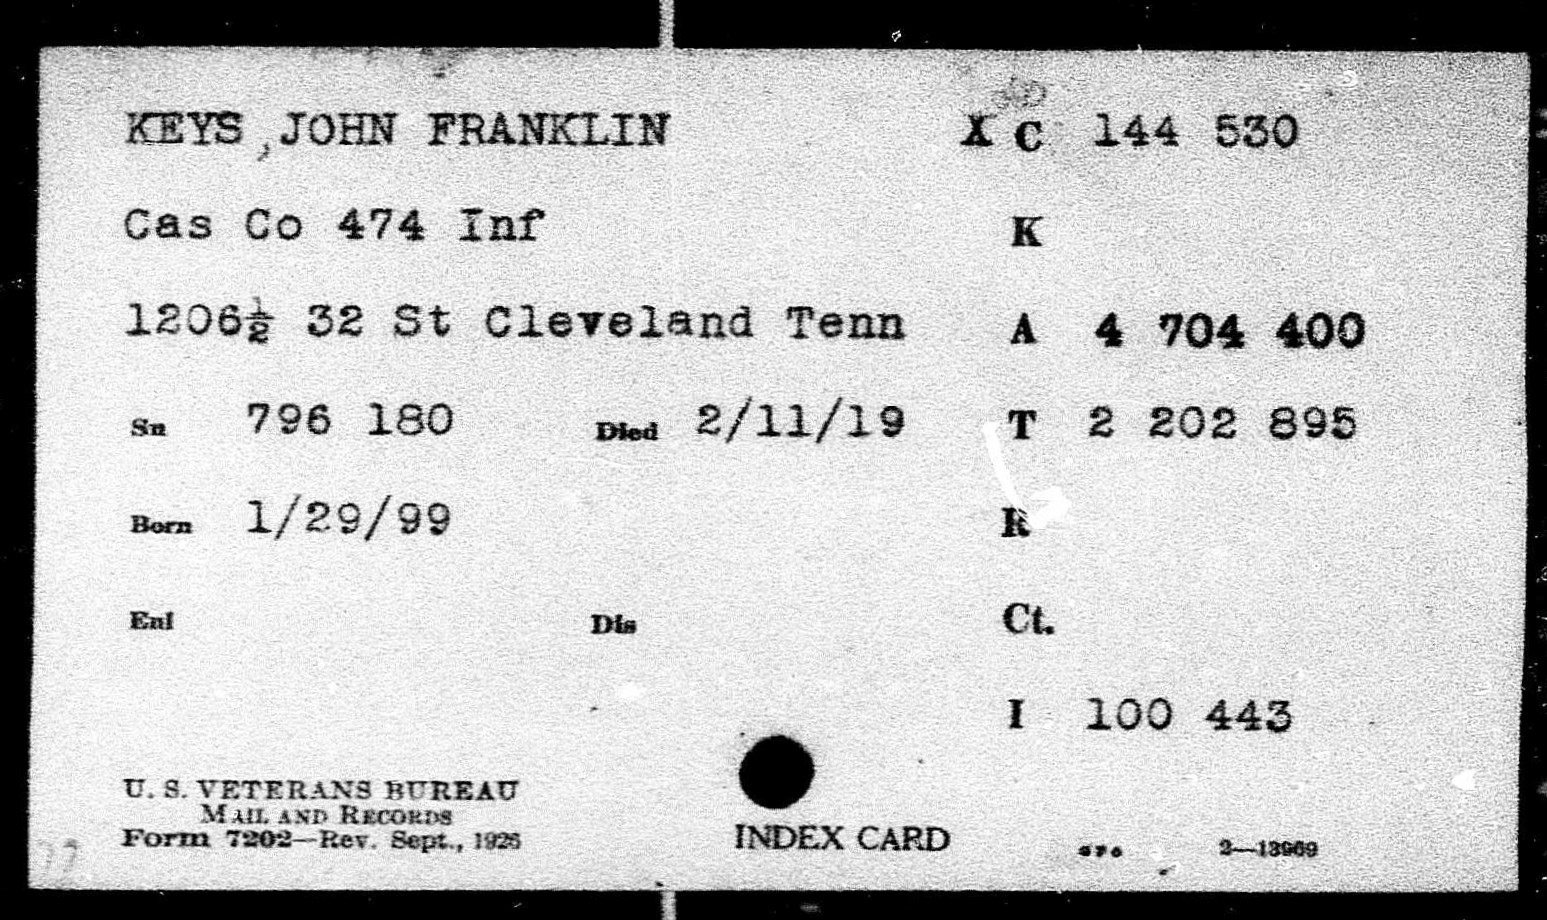 KEYS, JOHN FRANKLIN X C 144 530
Cas Co 474 Inf K
1206½ 32 St Cleveland Tenn A 4 704 400
Sn 796 180 Died 2/11/19 T 2 202 895
Born 1/29/99 R
Enl Dis Ct.
I 100 443
U. S. VETERANS BUREAU
MAIL AND RECORDS
Form 7202—Rev. Sept., 1926
INDEX CARD
GPO 2—13969